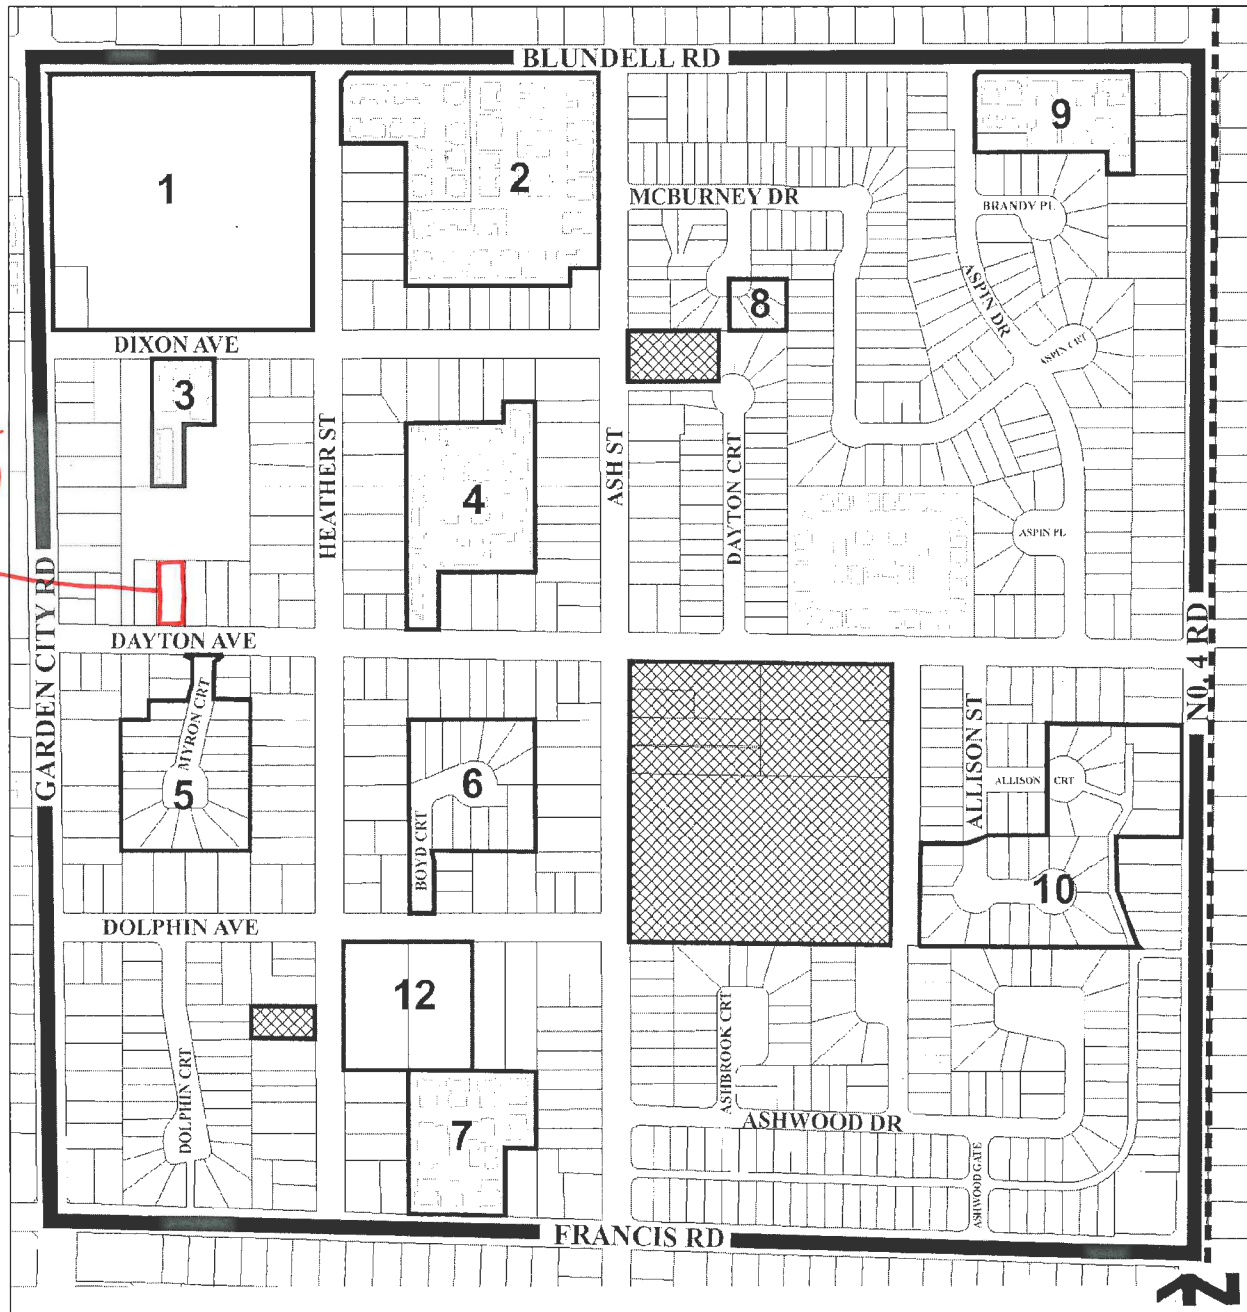 BLUNDELL RD
1
2
9
MCBURNEY DR
BRANDY PL
8
ASPIN DR
DIXON AVE
ASPIN CRT
3
HEATHER ST
4
ASH ST
DAYTON CRT
ASPIN PL
GARDEN CITY RD
DAYTON AVE
N0. 4 RD
MYRON CRT
5
6
BOYD CRT
ALLISON ST
ALLISON CRT
10
DOLPHIN AVE
12
DOLPHIN CRT
ASHBROOK CRT
7
ASHWOOD DR
ASHWOOD GATE
FRANCIS RD
N